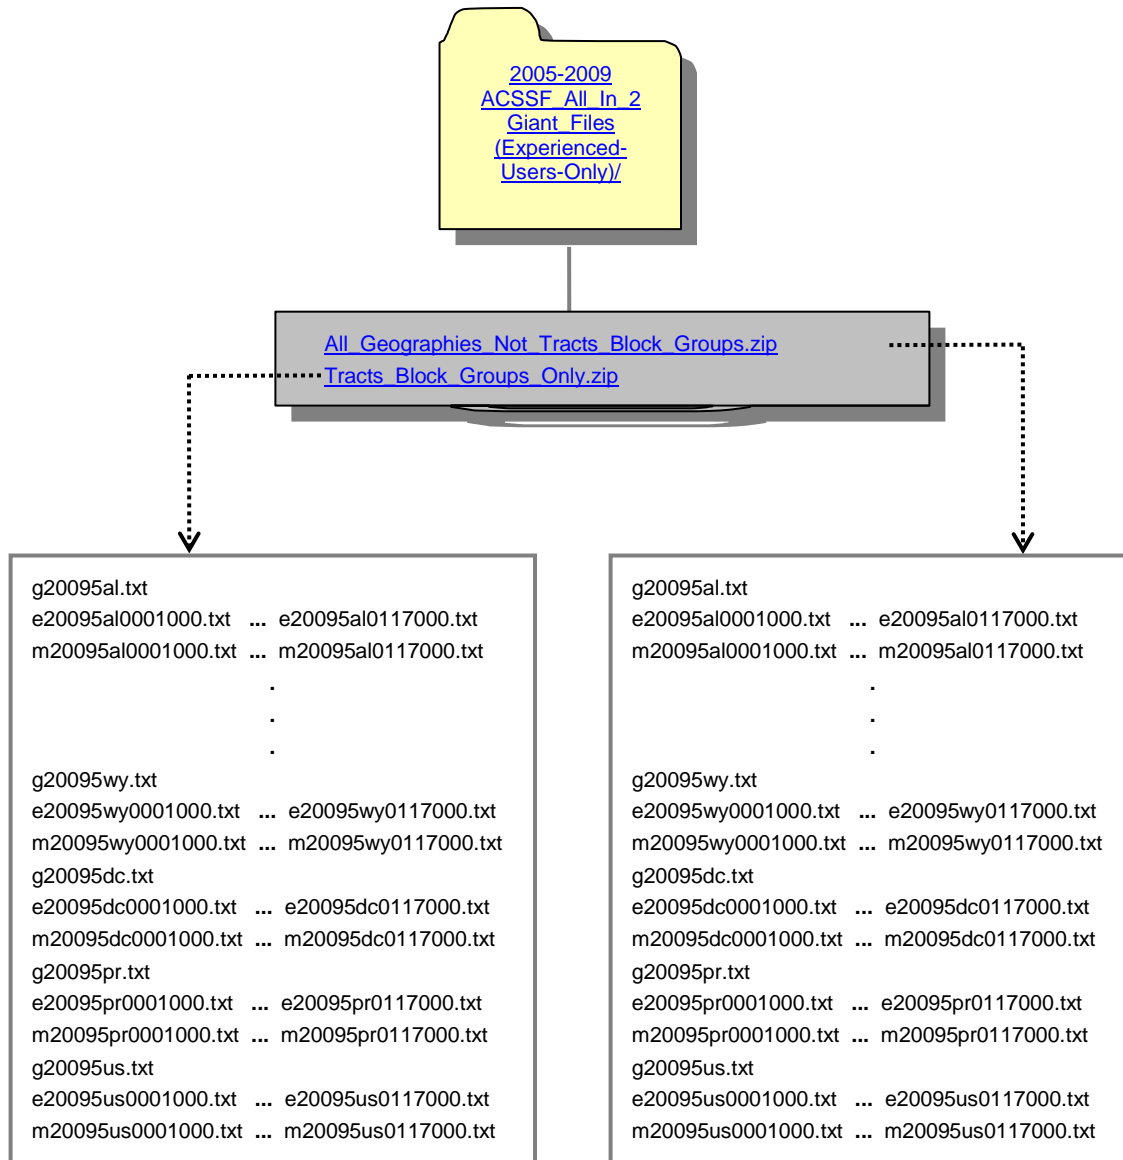 2005-2009
ACSSF_All_In_2
Giant_Files
(Experienced-
Users-Only)/
All_Geographies_Not_Tracts_Block_Groups.zip
Tracts_Block_Groups_Only.zip
g20095al.txt
e20095al0001000.txt ... e20095al0117000.txt
m20095al0001000.txt ... m20095al0117000.txt
.
.
.
g20095wy.txt
e20095wy0001000.txt ... e20095wy0117000.txt
m20095wy0001000.txt ... m20095wy0117000.txt
g20095dc.txt
e20095dc0001000.txt ... e20095dc0117000.txt
m20095dc0001000.txt ... m20095dc0117000.txt
g20095pr.txt
e20095pr0001000.txt ... e20095pr0117000.txt
m20095pr0001000.txt ... m20095pr0117000.txt
g20095us.txt
e20095us0001000.txt ... e20095us0117000.txt
m20095us0001000.txt ... m20095us0117000.txt
g20095al.txt
e20095al0001000.txt ... e20095al0117000.txt
m20095al0001000.txt ... m20095al0117000.txt
.
.
.
g20095wy.txt
e20095wy0001000.txt ... e20095wy0117000.txt
m20095wy0001000.txt ... m20095wy0117000.txt
g20095dc.txt
e20095dc0001000.txt ... e20095dc0117000.txt
m20095dc0001000.txt ... m20095dc0117000.txt
g20095pr.txt
e20095pr0001000.txt ... e20095pr0117000.txt
m20095pr0001000.txt ... m20095pr0117000.txt
g20095us.txt
e20095us0001000.txt ... e20095us0117000.txt
m20095us0001000.txt ... m20095us0117000.txt